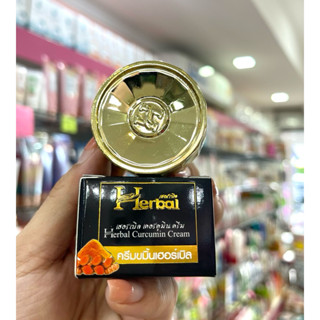 เฮอร์เบิล
Herbal
เฮอร์เบิล เคอร์คูมิน ครีม
Herbal Curcumin Cream
ครีมขมิ้นเฮอร์เบิล